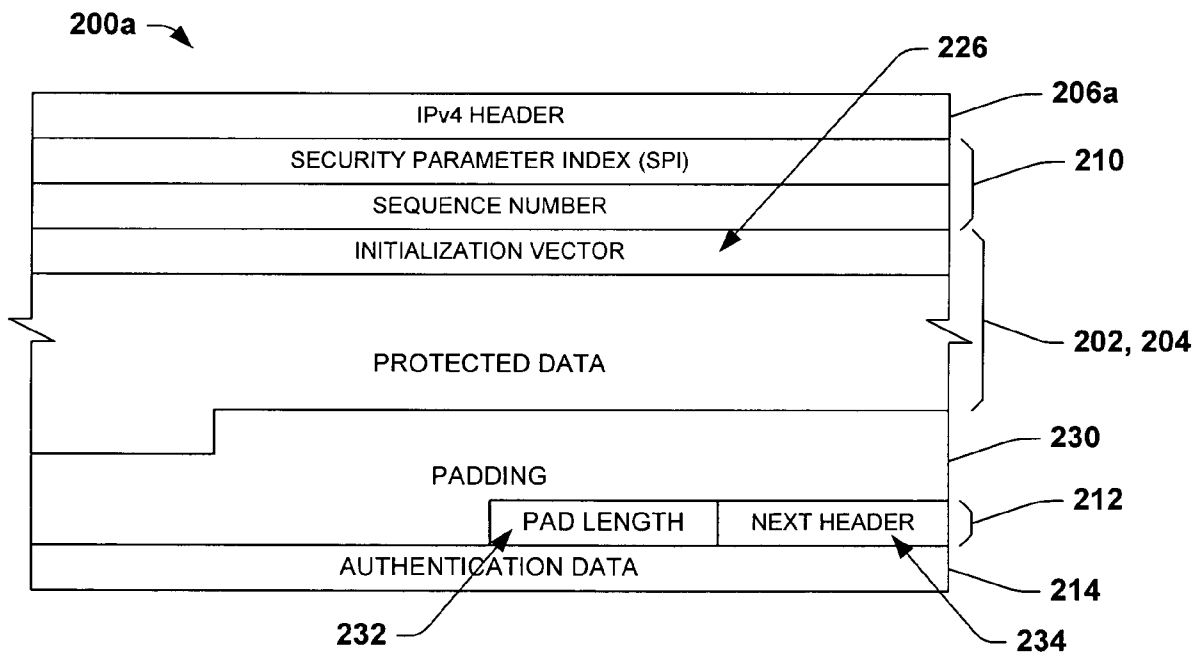 200a
226
IPv4 HEADER
206a
SECURITY PARAMETER INDEX (SPI)
210
SEQUENCE NUMBER
INITIALIZATION VECTOR
202, 204
PROTECTED DATA
230
PADDING
212
PAD LENGTH
NEXT HEADER
AUTHENTICATION DATA
214
232
234